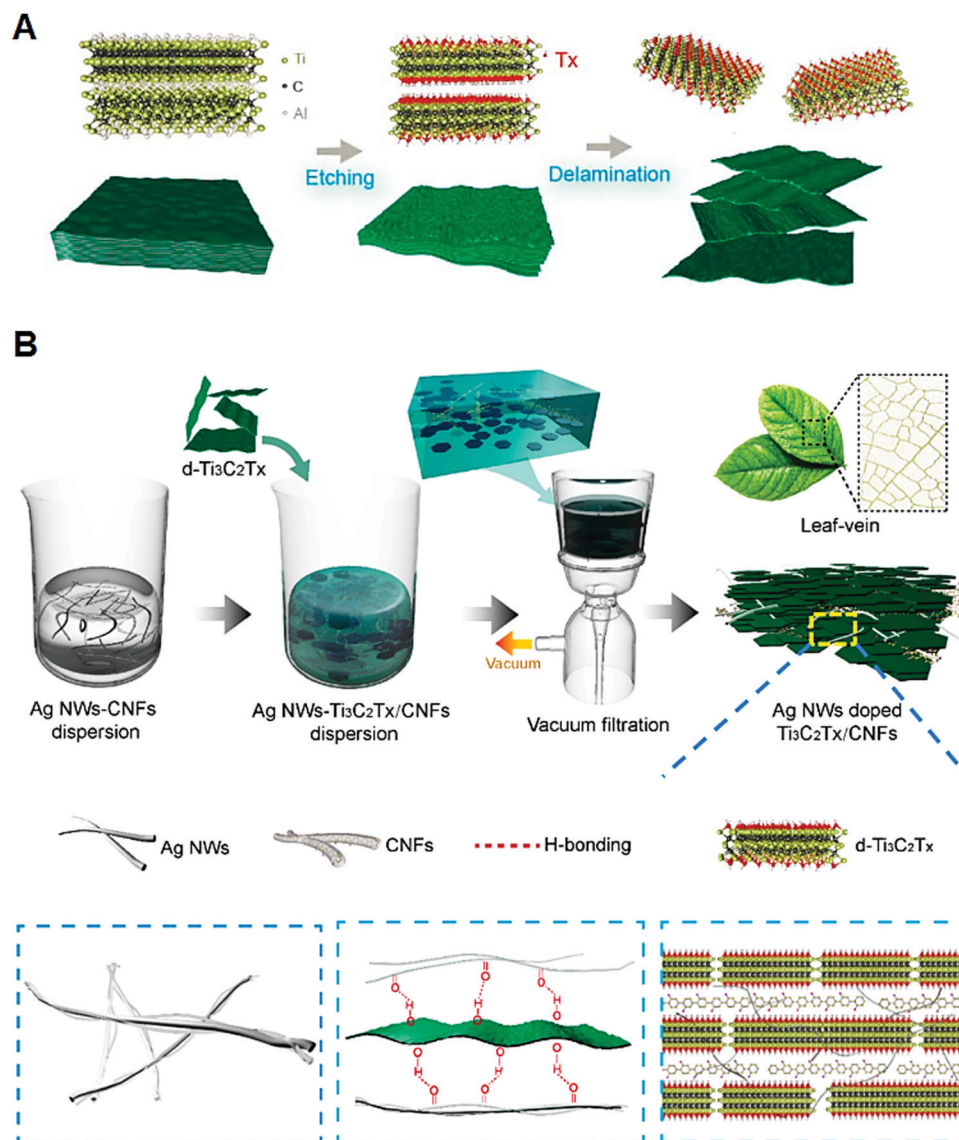 A
Ti
C
Al
Tx
Etching
Delamination
B
d-Ti3C2Tx
Leaf-vein
Vacuum
Ag NWs-CNFs
dispersion
Ag NWs-Ti3C2Tx/CNFs
dispersion
Vacuum filtration
Ag NWs doped
Ti3C2Tx/CNFs
Ag NWs
CNFs
H-bonding
d-Ti3C2Tx
O O O
H H H
O O O
O O O
H H H
O O O